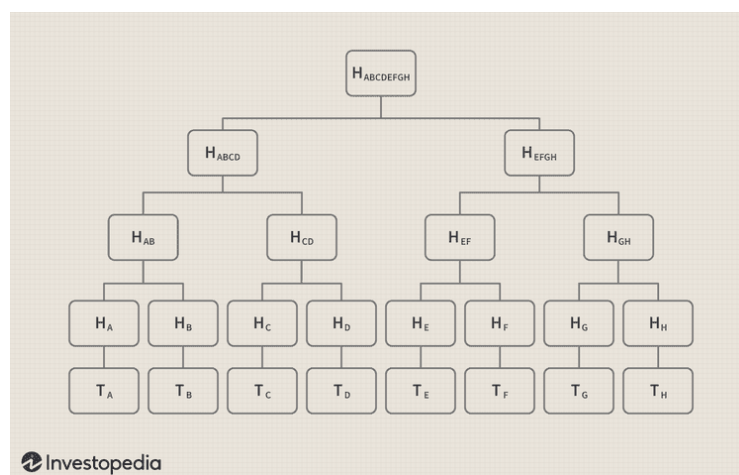 HABCDEFGH
HABCD HEFGH
HAB HCD HEF HGH
HA HB HC HD HE HF HG HH
TA TB TC TD TE TF TG TH
Investopedia